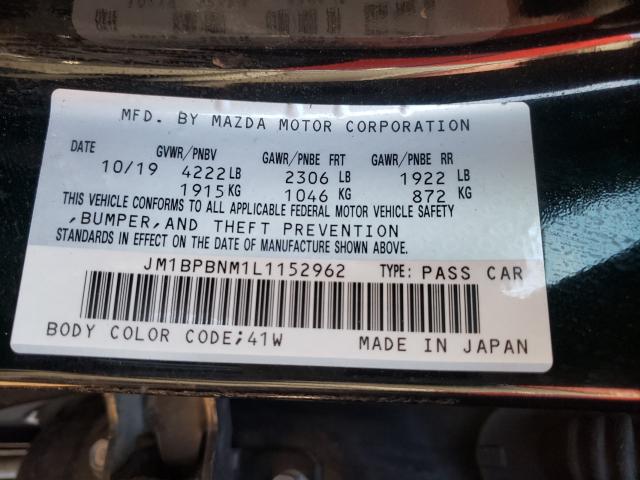 MFD. BY MAZDA MOTOR CORPORATION
DATE GVWR/PNBV GAWR/PNBE FRT GAWR/PNBE RR
10/19 4222LB 2306 LB 1922 LB
1915KG 1046 KG 872 KG
THIS VEHICLE CONFORMS TO ALL APPLICABLE FEDERAL MOTOR VEHICLE SAFETY
,BUMPER,AND THEFT PREVENTION
STANDARDS IN EFFECT ON THE DATE OF MANUFACTURE SHOWN ABOVE.
JM1BPBNM1L1152962 TYPE: PASS CAR
BODY COLOR CODE;41W MADE IN JAPAN